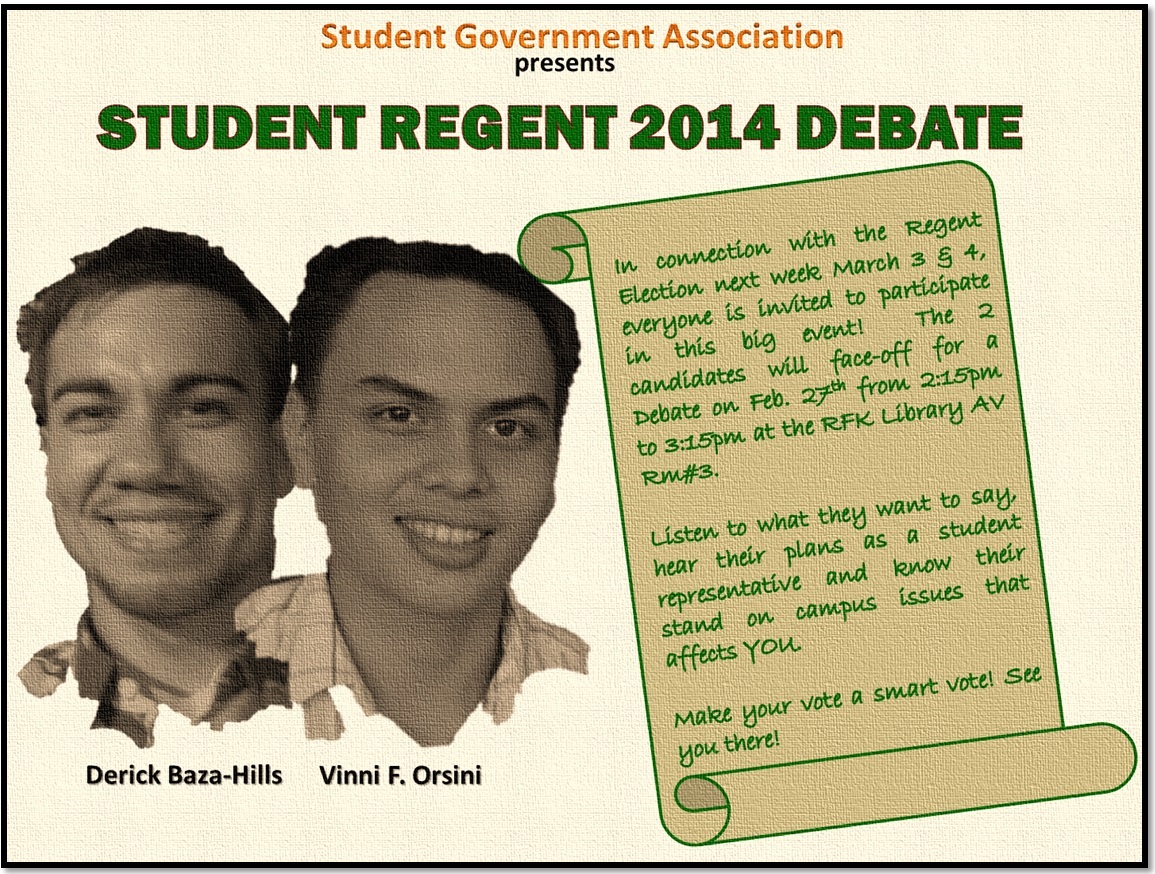 Student Government Association
presents
STUDENT REGENT 2014 DEBATE
In connection with the Regent
Election next week March 3 & 4,
everyone is invited to participate
in this big event! The 2
candidates will face-off for a
Debate on Feb. 27th from 2:15pm
to 3:15pm at the RFK Library AV
Rm#3.
Listen to what they want to say,
hear their plans as a student
representative and know their
stand on campus issues that
affects YOU.
Make your vote a smart vote! See
you there!
Derick Baza-Hills
Vinni F. Orsini